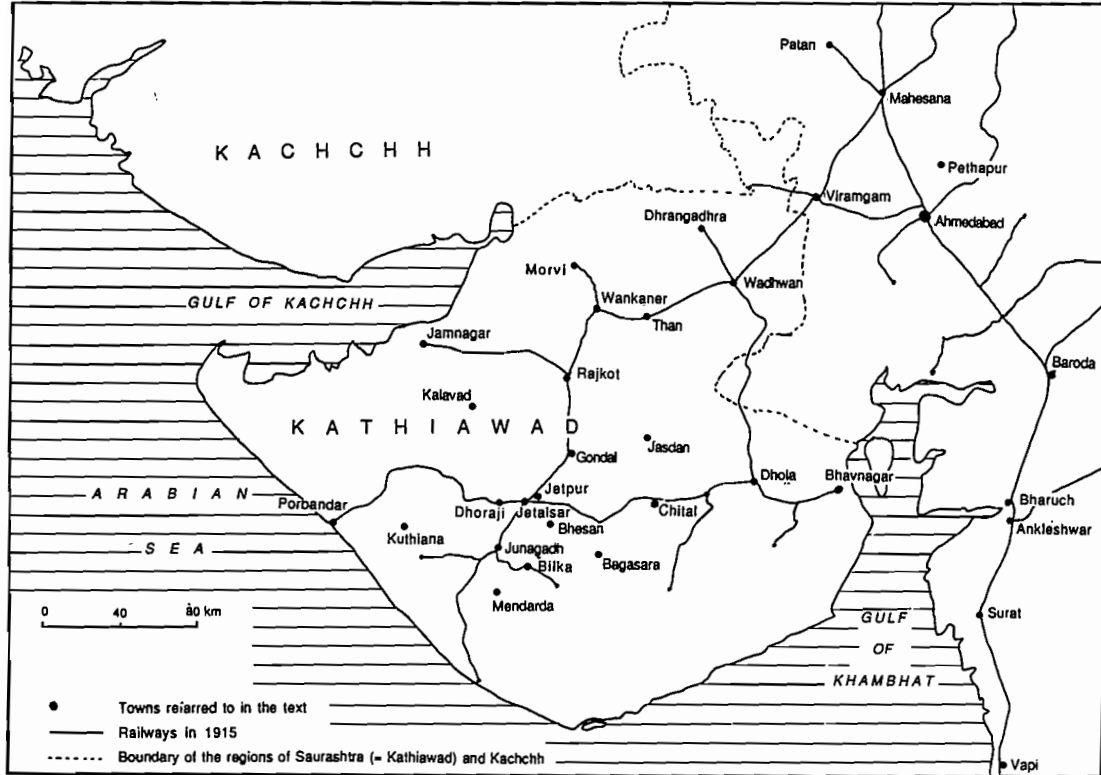 Patan
Mahesana
KACHCHH
Pethapur
Viramgam
Dhrangadhra
Ahmedabad
Morvi
Wadhwan
GULF OF KACHCHH
Wankaner
Than
Jamnagar
Rajkot
Baroda
Kalavad
KATHIAWAD
Jasdan
Gondal
Dhola
Bhavnagar
ARABIAN
SEA
Jetpur
Porbandar
Dhoraji
Jetalsar
Chital
Bharuch
Bhesan
Ankleshwar
Kuthiana
Junagadh
Bagasara
Bilka
Mendarda
0 40 80 km
Surat
GULF
OF
KHAMBHAT
Towns referred to in the text
Railways in 1915
Boundary of the regions of Saurashtra (= Kathiawad) and Kachchh
Vapi